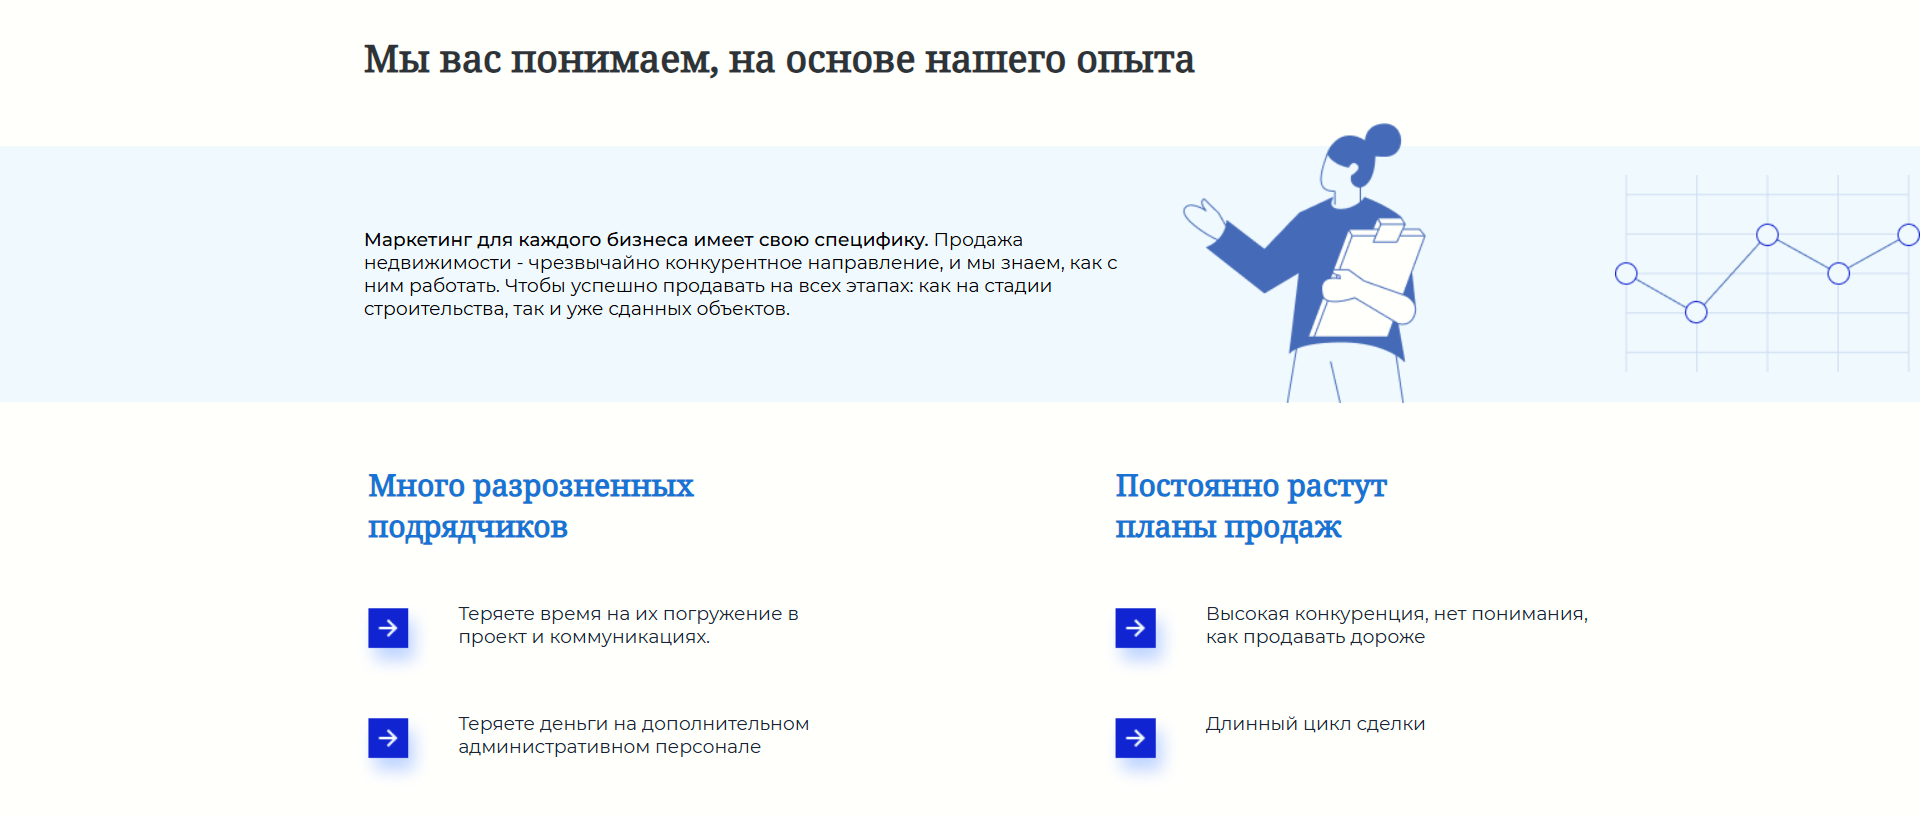 Мы вас понимаем, на основе нашего опыта
Маркетинг для каждого бизнеса имеет свою специфику. Продажа
недвижимости - чрезвычайно конкурентное направление, и мы знаем, как с
ним работать. Чтобы успешно продавать на всех этапах: как на стадии
строительства, так и уже сданных объектов.
Много разрозненных
подрядчиков
Теряете время на их погружение в
проект и коммуникациях.
Теряете деньги на дополнительном
административном персонале
Постоянно растут
планы продаж
Высокая конкуренция, нет понимания,
как продавать дороже
Длинный цикл сделки